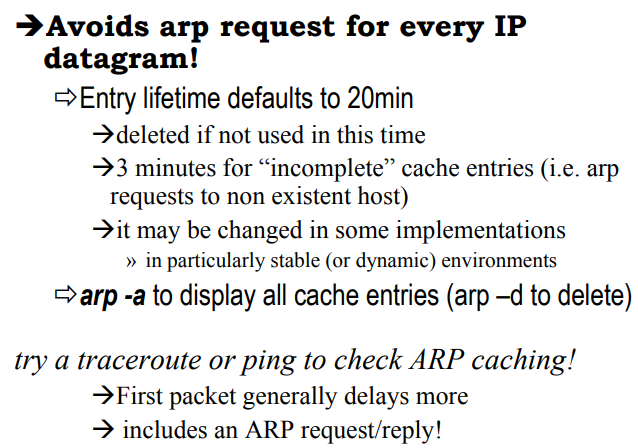 ➔Avoids arp request for every IP
datagram!
⇨Entry lifetime defaults to 20min
→deleted if not used in this time
→3 minutes for “incomplete” cache entries (i.e. arp
requests to non existent host)
→it may be changed in some implementations
» in particularly stable (or dynamic) environments
⇨arp -a to display all cache entries (arp –d to delete)
try a traceroute or ping to check ARP caching!
→First packet generally delays more
→ includes an ARP request/reply!